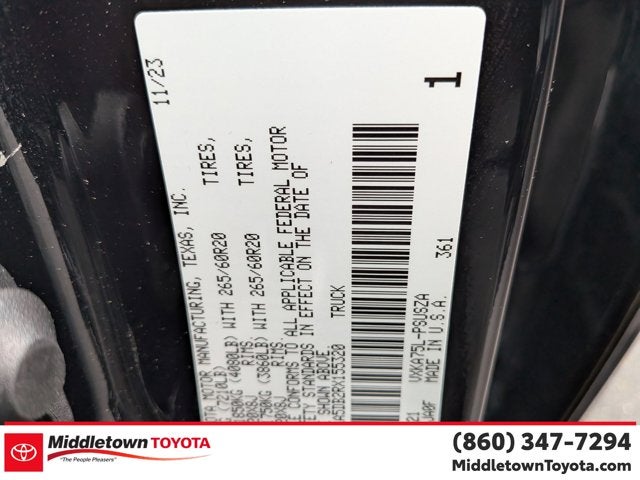 11/23
MOTOR MANUFACTURING, TEXAS, INC.
(4080LB) WITH 265/60R20 TIRES,
RIMS,
(3860LB) WITH 265/60R20 TIRES,
RIMS,
CONFORMS TO ALL APPLICABLE FEDERAL MOTOR
STANDARDS IN EFFECT ON THE DATE OF
SHOWN ABOVE.
TRUCK
VXKA75L-PSUSZA 361
MADE IN U.S.A.
1
Middletown TOYOTA
"The People Pleasers"
TOYOTA
(860) 347-7294
MiddletownToyota.com